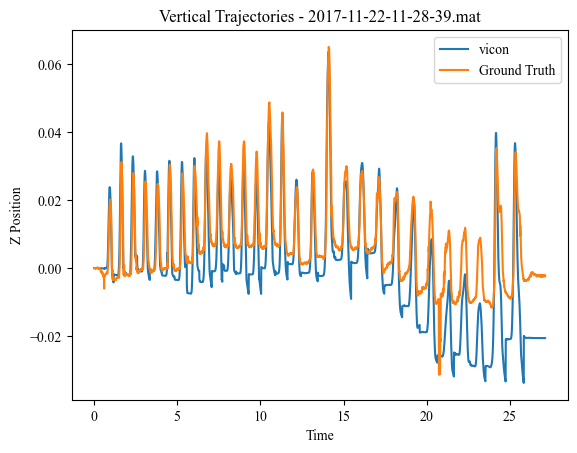 Vertical Trajectories - 2017-11-22-11-28-39.mat
vicon
Ground Truth
Z Position
0.06
0.04
0.02
0.00
−0.02
0
5
10
15
20
25
Time